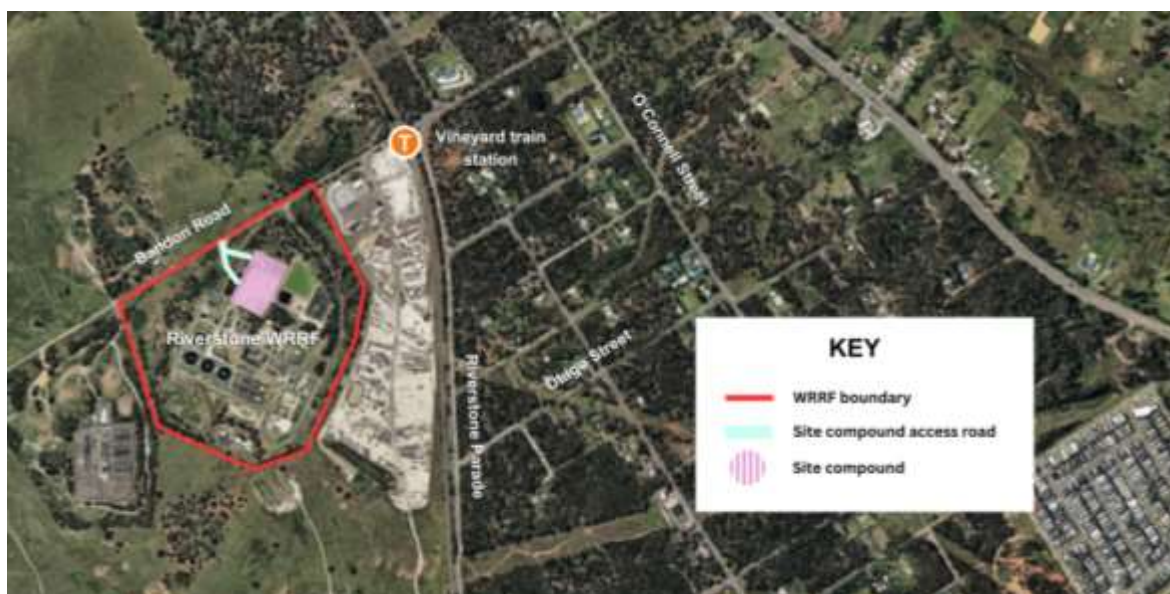 T
Vineyard train
station
O'Connell Street
Bandon Road
Riverstone WRRF
Riverstone Parade
Street
KEY
WRRF boundary
Site compound access road
Site compound